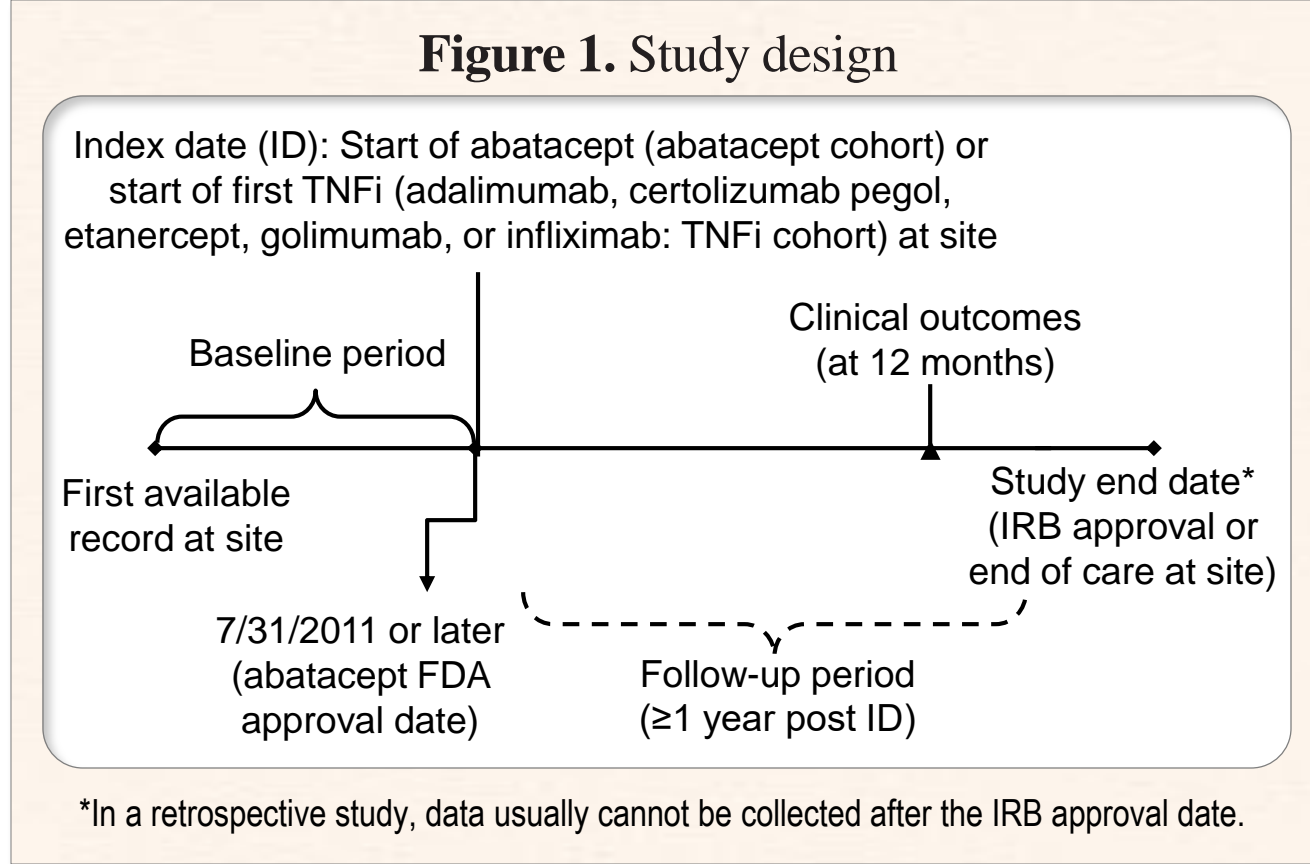 Figure 1. Study design
Index date (ID): Start of abatacept (abatacept cohort) or
start of first TNFi (adalimumab, certolizumab pegol,
etanercept, golimumab, or infliximab: TNFi cohort) at site
Clinical outcomes
(at 12 months)
Baseline period
First available
record at site
Study end date*
(IRB approval or
end of care at site)
7/31/2011 or later
(abatacept FDA
approval date)
Follow-up period
(≥1 year post ID)
*In a retrospective study, data usually cannot be collected after the IRB approval date.